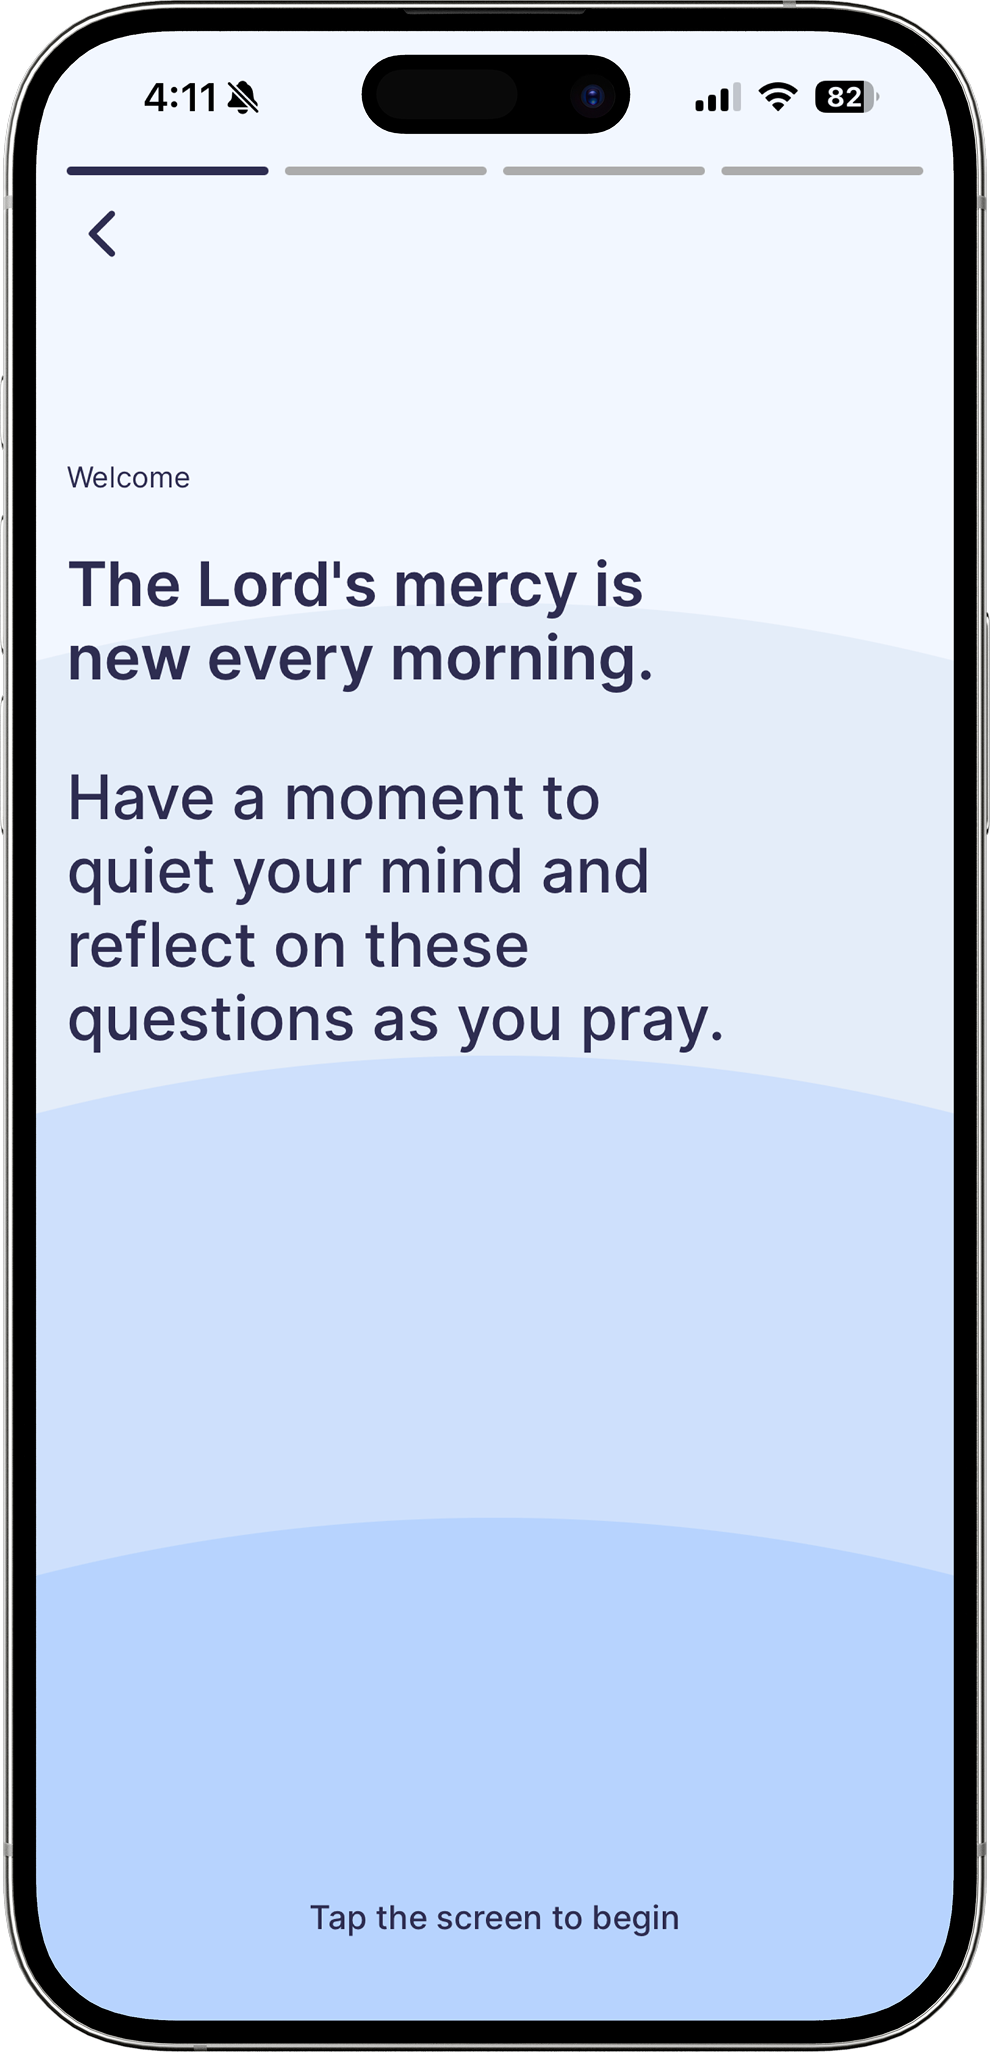 4:11
82
Welcome
The Lord's mercy is
new every morning.
Have a moment to
quiet your mind and
reflect on these
questions as you pray.
Tap the screen to begin